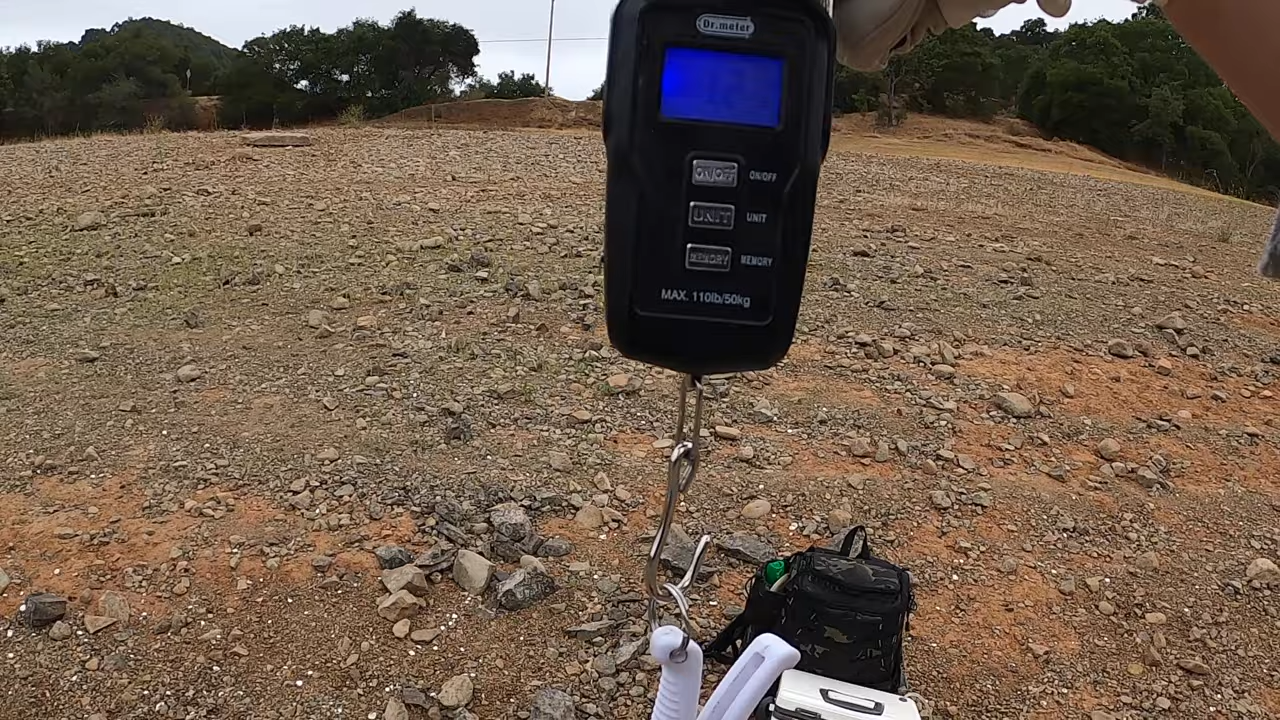 Dr.meter
ON/OFF ON/OFF
UNIT UNIT
MEMORY MEMORY
MAX. 110lb/50kg